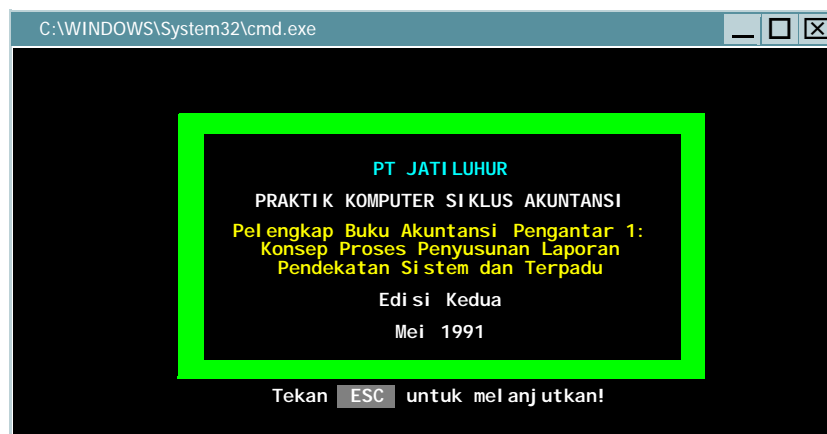 C:\WINDOWS\System32\cmd.exe
PT JATILUHUR
PRAKTIK KOMPUTER SIKLUS AKUNTANSI
Pelengkap Buku Akuntansi Pengantar 1:
Konsep Proses Penyusunan Laporan
Pendekatan Sistem dan Terpadu
Edisi Kedua
Mei 1991
Tekan ESC untuk melanjutkan!